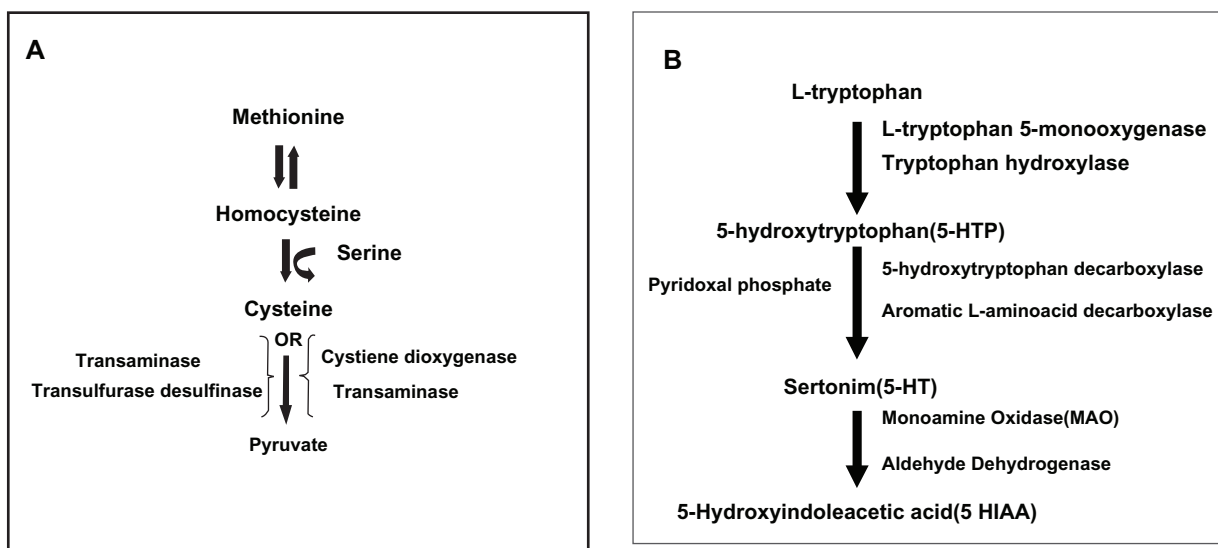 A
Methionine
Homocysteine
Serine
Cysteine
OR
Transaminase
Transulfurase desulfinase
Cystiene dioxygenase
Transaminase
Pyruvate
B
L-tryptophan
L-tryptophan 5-monooxygenase
Tryptophan hydroxylase
5-hydroxytryptophan(5-HTP)
Pyridoxal phosphate
5-hydroxytryptophan decarboxylase
Aromatic L-aminoacid decarboxylase
Sertonim(5-HT)
Monoamine Oxidase(MAO)
Aldehyde Dehydrogenase
5-Hydroxyindoleacetic acid(5 HIAA)